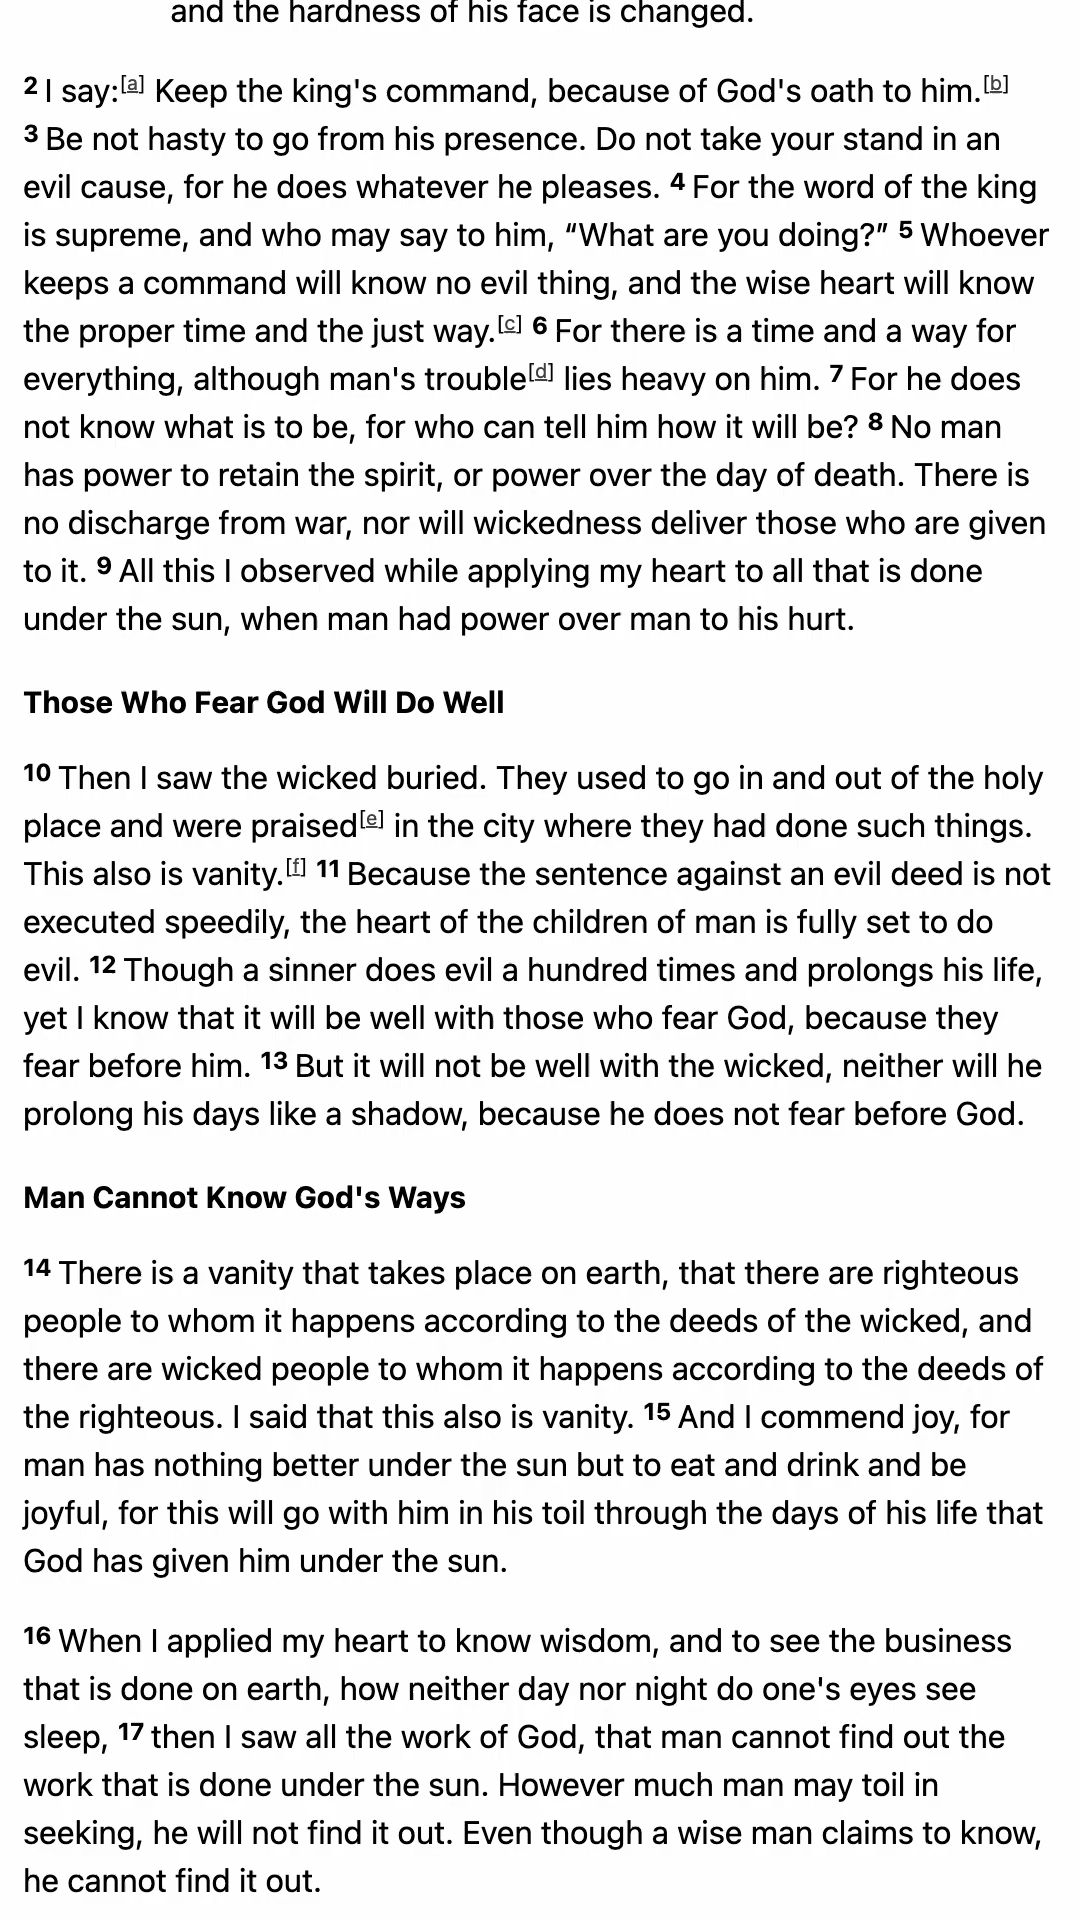 and the hardness of his face is changed.
2 I say:[a] Keep the king's command, because of God's oath to him.[b]
3 Be not hasty to go from his presence. Do not take your stand in an
evil cause, for he does whatever he pleases. 4 For the word of the king
is supreme, and who may say to him, “What are you doing?” 5 Whoever
keeps a command will know no evil thing, and the wise heart will know
the proper time and the just way.[c] 6 For there is a time and a way for
everything, although man's trouble[d] lies heavy on him. 7 For he does
not know what is to be, for who can tell him how it will be? 8 No man
has power to retain the spirit, or power over the day of death. There is
no discharge from war, nor will wickedness deliver those who are given
to it. 9 All this I observed while applying my heart to all that is done
under the sun, when man had power over man to his hurt.
Those Who Fear God Will Do Well
10 Then I saw the wicked buried. They used to go in and out of the holy
place and were praised[e] in the city where they had done such things.
This also is vanity.[f] 11 Because the sentence against an evil deed is not
executed speedily, the heart of the children of man is fully set to do
evil. 12 Though a sinner does evil a hundred times and prolongs his life,
yet I know that it will be well with those who fear God, because they
fear before him. 13 But it will not be well with the wicked, neither will he
prolong his days like a shadow, because he does not fear before God.
Man Cannot Know God's Ways
14 There is a vanity that takes place on earth, that there are righteous
people to whom it happens according to the deeds of the wicked, and
there are wicked people to whom it happens according to the deeds of
the righteous. I said that this also is vanity. 15 And I commend joy, for
man has nothing better under the sun but to eat and drink and be
joyful, for this will go with him in his toil through the days of his life that
God has given him under the sun.
16 When I applied my heart to know wisdom, and to see the business
that is done on earth, how neither day nor night do one's eyes see
sleep, 17 then I saw all the work of God, that man cannot find out the
work that is done under the sun. However much man may toil in
seeking, he will not find it out. Even though a wise man claims to know,
he cannot find it out.